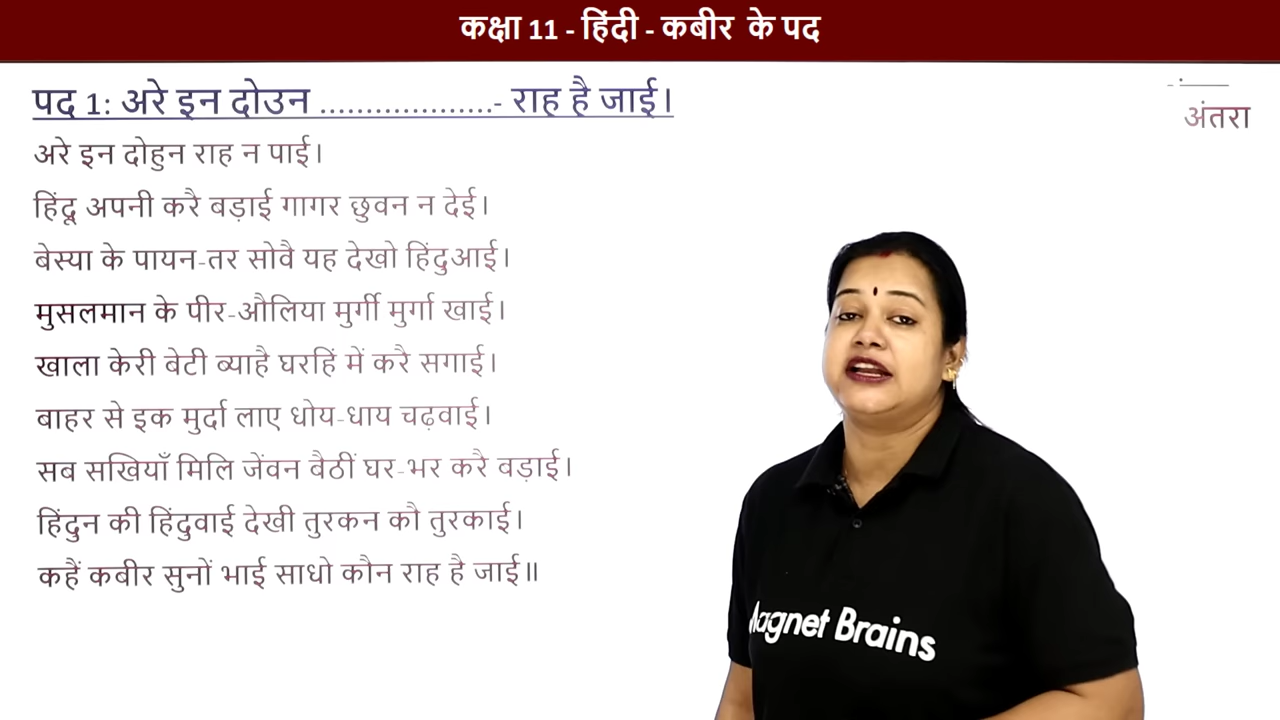 कक्षा 11 - हिंदी - कबीर के पद
पद 1: अरे इन दोउन ...................- राह है जाई।
अंतरा
अरे इन दोहुन राह न पाई।
हिंदू अपनी करै बड़ाई गागर छुवन न देई।
बेस्या के पायन-तर सोवै यह देखो हिंदुआई।
मुसलमान के पीर-औलिया मुर्गी मुर्गा खाई।
खाला केरी बेटी ब्याहै घरहिं में करै सगाई।
बाहर से इक मुर्दा लाए धोय-धाय चढ़वाई।
सब सखियाँ मिलि जेंवन बैठीं घर-भर करै बड़ाई।
हिंदुन की हिंदुवाई देखी तुरकन की तुरकाई।
कहैं कबीर सुनों भाई साधो कौन राह है जाई॥
Magnet Brains